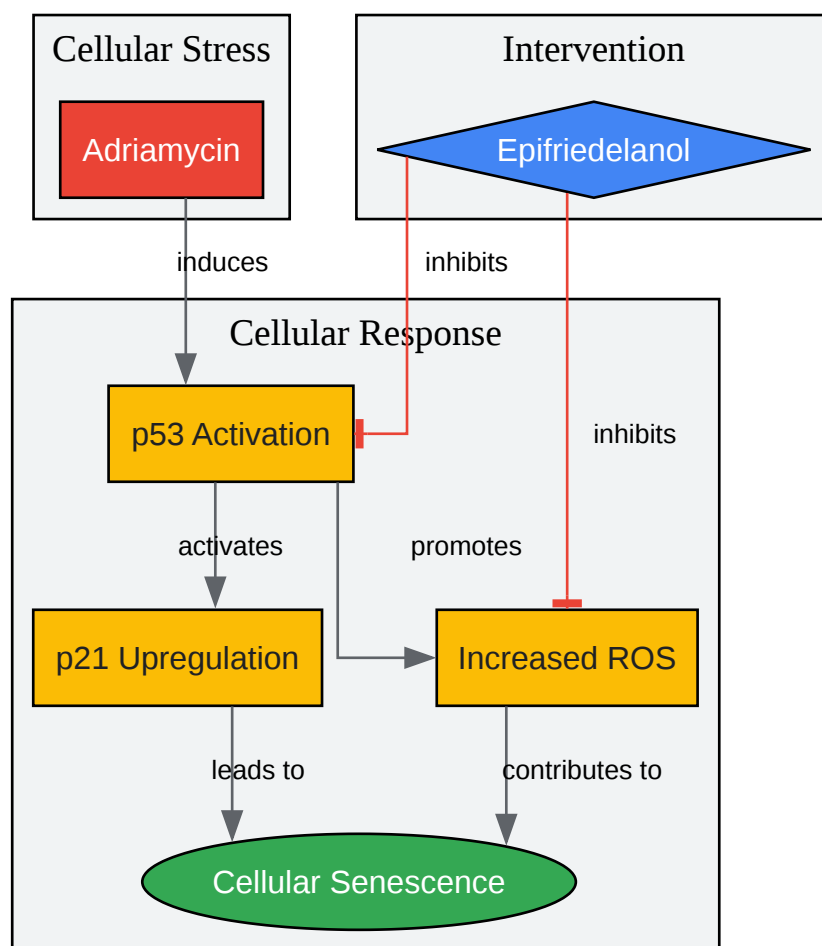 Cellular Stress
Intervention
Adriamycin
Epifriedelanol
induces
inhibits
Cellular Response
p53 Activation
inhibits
activates
promotes
p21 Upregulation
Increased ROS
leads to
contributes to
Cellular Senescence